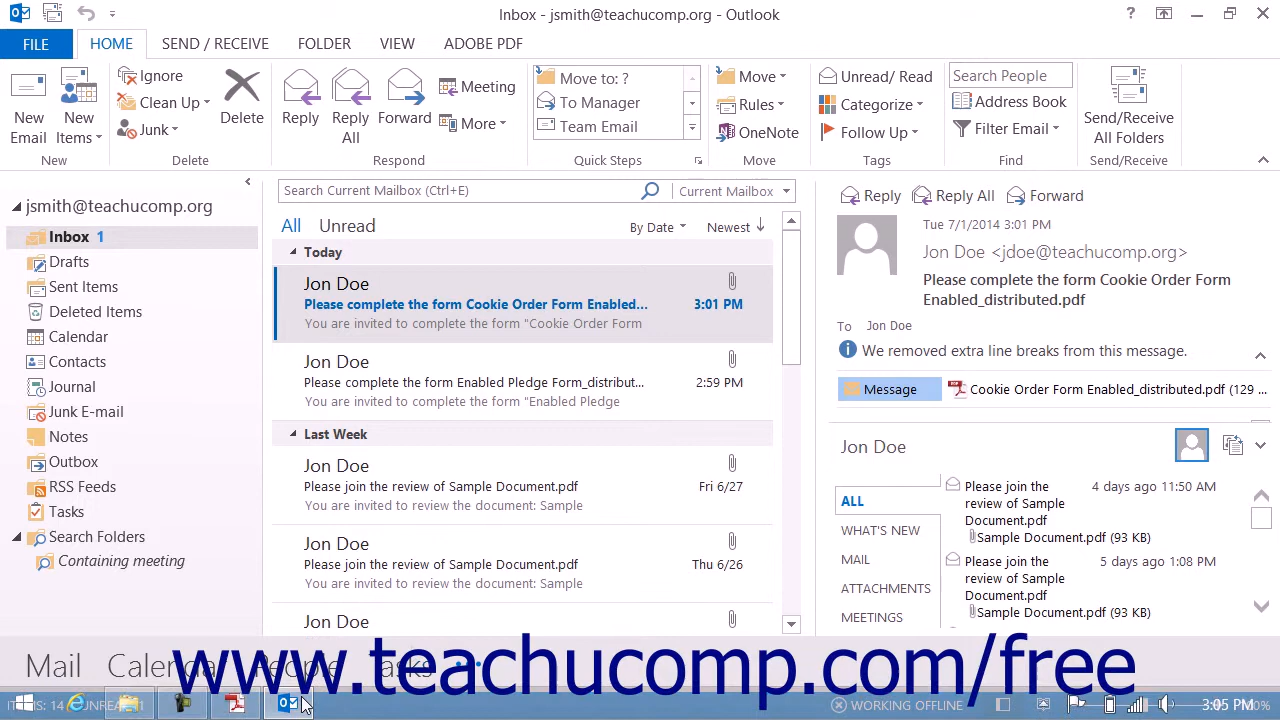 Inbox - jsmith@teachucomp.org - Outlook
?
FILE
HOME
SEND / RECEIVE
FOLDER
VIEW
ADOBE PDF
New Email
New Items
New
Ignore
Clean Up
Junk
Delete
Delete
Reply
Reply All
Forward
Meeting
More
Respond
Move to: ?
To Manager
Team Email
Quick Steps
Move
Rules
OneNote
Move
Unread/ Read
Categorize
Follow Up
Tags
Search People
Address Book
Filter Email
Find
Send/Receive
All Folders
Send/Receive
jsmith@teachucomp.org
Inbox 1
Drafts
Sent Items
Deleted Items
Calendar
Contacts
Journal
Junk E-mail
Notes
Outbox
RSS Feeds
Tasks
Search Folders
Containing meeting
Search Current Mailbox (Ctrl+E)
Current Mailbox
All
Unread
By Date
Newest
Today
Jon Doe
Please complete the form Cookie Order Form Enabled... 3:01 PM
You are invited to complete the form "Cookie Order Form
Jon Doe
Please complete the form Enabled Pledge Form_distribut... 2:59 PM
You are invited to complete the form "Enabled Pledge
Last Week
Jon Doe
Please join the review of Sample Document.pdf Fri 6/27
You are invited to review the document: Sample
Jon Doe
Please join the review of Sample Document.pdf Thu 6/26
You are invited to review the document: Sample
Jon Doe
Reply
Reply All
Forward
Tue 7/1/2014 3:01 PM
Jon Doe <jdoe@teachucomp.org>
Please complete the form Cookie Order Form
Enabled_distributed.pdf
To Jon Doe
We removed extra line breaks from this message.
Message
Cookie Order Form Enabled_distributed.pdf (129 ...
Jon Doe
ALL
WHAT'S NEW
MAIL
ATTACHMENTS
MEETINGS
Please join the 4 days ago 11:50 AM
review of Sample
Document.pdf
Sample Document.pdf (93 KB)
Please join the 5 days ago 1:08 PM
review of Sample
Document.pdf
Sample Document.pdf (93 KB)
Mail
www.teachucomp.com/free
WORKING OFFLINE
3:05 PM